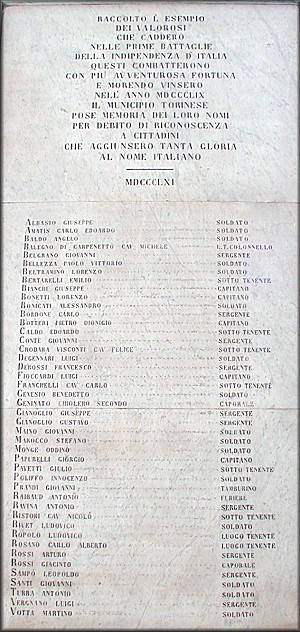 RACCOLTO L'ESEMPIO
DEI VALOROSI
CHE CADDERO
NELLE PRIME BATTAGLIE
DELLA INDIPENDENZA D'ITALIA
QUESTI COMBATTERONO
CON PIU' AVVENTUROSA FORTUNA
E MORENDO VINSERO
NELL' ANNO MDCCCLIX
IL MUNICIPIO TORINESE
POSE MEMORIA DEI LORO NOMI
PER DEBITO DI RICONOSCENZA
A CITTADINI
CHE AGGIUNSERO TANTA GLORIA
AL NOME ITALIANO
MDCCCLXI
ALBASIO GIUSEPPE SOLDATO
AMATIS CARLO EDOARDO SOLDATO
BALDO ANGELO SOLDATO
BALEGNO DI CARPENETTO CAV MICHELE L.T.COLONNELLO
BELGRANO GIOVANNI SERGENTE
BELLEZZA PAOLO VITTORIO SOLDATO
BELTRAMINO LORENZO SOLDATO
BERTARELLI EMILIO SOTTO TENENTE
BIANCHI GIUSEPPE CAPITANO
BONETTI LORENZO CAPITANO
BONICATI ALESSANDRO SOLDATO
BORDONE CARLO SERGENTE
BOTTERI PIETRO DIONIGIO CAPITANO
CALDO EDOARDO SOTTO TENENTE
CONTE GIOVANNI SERGENTE
CRODARA VISCONTI CAV FELICE SOTTO TENENTE
DEGENNARI LUIGI SOLDATO
DEROSSI FRANCESCO SERGENTE
FIOCCARDI LUIGI CAPITANO
FRANCHELLI CAV CARLO SOTTO TENENTE
GENESIO BENEDETTO SOLDATO
GEMINATO CHIOLERO SECONDO CAPORALE
GIANOGLIO GIUSEPPE SERGENTE
GIANOGLIO GUSTAVO SERGENTE
MAINO GIOVANNI SOLDATO
MAROCCO STEFANO SOLDATO
MONGE ODDINO SOLDATO
PAPURELLI GIORGIO CAPITANO
PAVETTI GIULIO SOTTO TENENTE
POLIFFO INNOCENZO SOLDATO
PRANDI GIOVANNI TAMBURINO
RAIBAUD ANTONIO FURIERE
RAVINA ANTONIO SERGENTE
RISTORI CAV NICOLO' SOTTO TENENTE
RIVET LUDOVICO SOLDATO
ROPOLO LUDOVICO LUOGO TENENTE
ROSANO CARLO ALBERTO LUOGO TENENTE
ROSSI ARTURO SERGENTE
ROSSI GIACINTO CAPORALE
SAMPO' LEOPOLDO SERGENTE
SANTI GIOVANNI SOLDATO
TURBA ANTONIO SOLDATO
VERGNANO LUIGI SERGENTE
VOTTA MARTINO SOLDATO